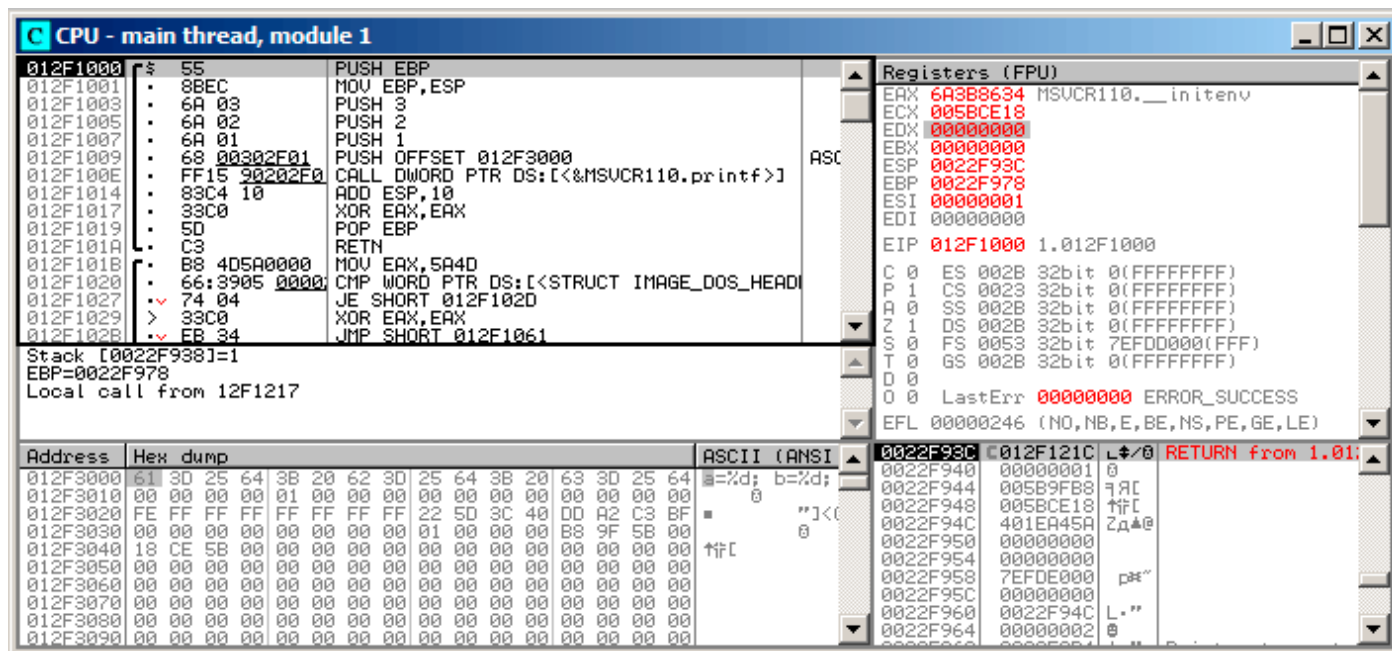 CPU - main thread, module 1
012F1000 $ 55 PUSH EBP
012F1001 . 8BEC MOV EBP,ESP
012F1003 . 6A 03 PUSH 3
012F1005 . 6A 02 PUSH 2
012F1007 . 6A 01 PUSH 1
012F1009 . 68 00302F01 PUSH OFFSET 012F3000 ASC
012F100E . FF15 90202F0 CALL DWORD PTR DS:[<&MSVCR110.printf>]
012F1014 . 83C4 10 ADD ESP,10
012F1017 . 33C0 XOR EAX,EAX
012F1019 . 5D POP EBP
012F101A . C3 RETN
012F101B . B8 4D5A0000 MOV EAX,5A4D
012F1020 . 66:3905 0000 CMP WORD PTR DS:[<STRUCT IMAGE_DOS_HEAD
012F1027 . 74 04 JE SHORT 012F102D
012F1029 > 33C0 XOR EAX,EAX
012F102B . EB 34 JMP SHORT 012F1061
Stack [0022F938]=1
EBP=0022F978
Local call from 12F1217
Registers (FPU)
EAX 6A3B8634 MSVCR110.__initenv
ECX 005BCE18
EDX 00000000
EBX 00000000
ESP 0022F93C
EBP 0022F978
ESI 00000001
EDI 00000000
EIP 012F1000 1.012F1000
C 0 ES 002B 32bit 0(FFFFFFFF)
P 1 CS 0023 32bit 0(FFFFFFFF)
A 0 SS 002B 32bit 0(FFFFFFFF)
Z 1 DS 002B 32bit 0(FFFFFFFF)
S 0 FS 0053 32bit 7EFDD000(FFF)
T 0 GS 002B 32bit 0(FFFFFFFF)
D 0
O 0 LastErr 00000000 ERROR_SUCCESS
EFL 00000246 (NO,NB,E,BE,NS,PE,GE,LE)
Address Hex dump ASCII (ANSI
012F3000 61 3D 25 64 3B 20 62 3D 25 64 3B 20 63 3D 25 64 a=%d; b=%d;
012F3010 00 00 00 00 01 00 00 00 00 00 00 00 00 00 00 00
012F3020 FE FF FF FF FF FF FF FF 22 5D 3C 40 DD A2 C3 BF "]<
012F3030 00 00 00 00 00 00 00 00 01 00 00 00 B8 9F 5B 00
012F3040 18 CE 5B 00 00 00 00 00 00 00 00 00 00 00 00 00
012F3050 00 00 00 00 00 00 00 00 00 00 00 00 00 00 00 00
012F3060 00 00 00 00 00 00 00 00 00 00 00 00 00 00 00 00
012F3070 00 00 00 00 00 00 00 00 00 00 00 00 00 00 00 00
012F3080 00 00 00 00 00 00 00 00 00 00 00 00 00 00 00 00
012F3090 00 00 00 00 00 00 00 00 00 00 00 00 00 00 00 00
0022F93C 012F121C RETURN from 1.01
0022F940 00000001
0022F944 005B9FB8
0022F948 005BCE18
0022F94C 401EA45A
0022F950 00000000
0022F954 00000000
0022F958 7EFDE000
0022F95C 00000000
0022F960 0022F94C
0022F964 00000002